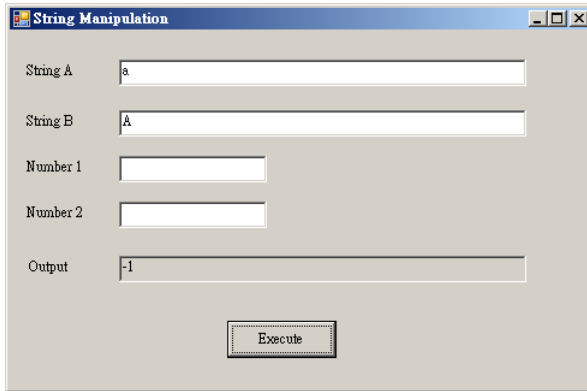 String Manipulation
String A a
String B A
Number 1
Number 2
Output -1
Execute